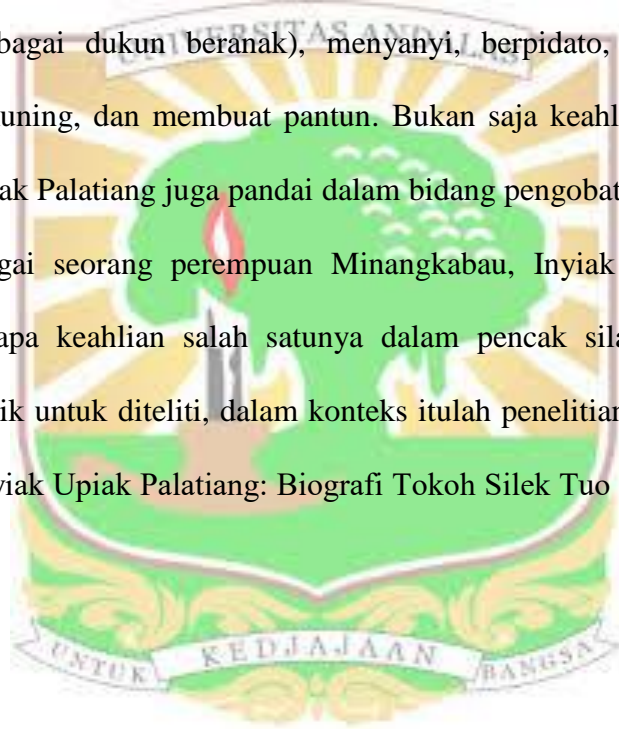 bagai dukun beranak), menyanyi, berpidato,
UNIVERSITAS ANDALAS
uning, dan membuat pantun. Bukan saja keahl
ak Palatiang juga pandai dalam bidang pengobat
gai seorang perempuan Minangkabau, Inyiak
apa keahlian salah satunya dalam pencak sila
ik untuk diteliti, dalam konteks itulah penelitian
yiak Upiak Palatiang: Biografi Tokoh Silek Tuo
UNTUK KEDJAJAAN BANGSA